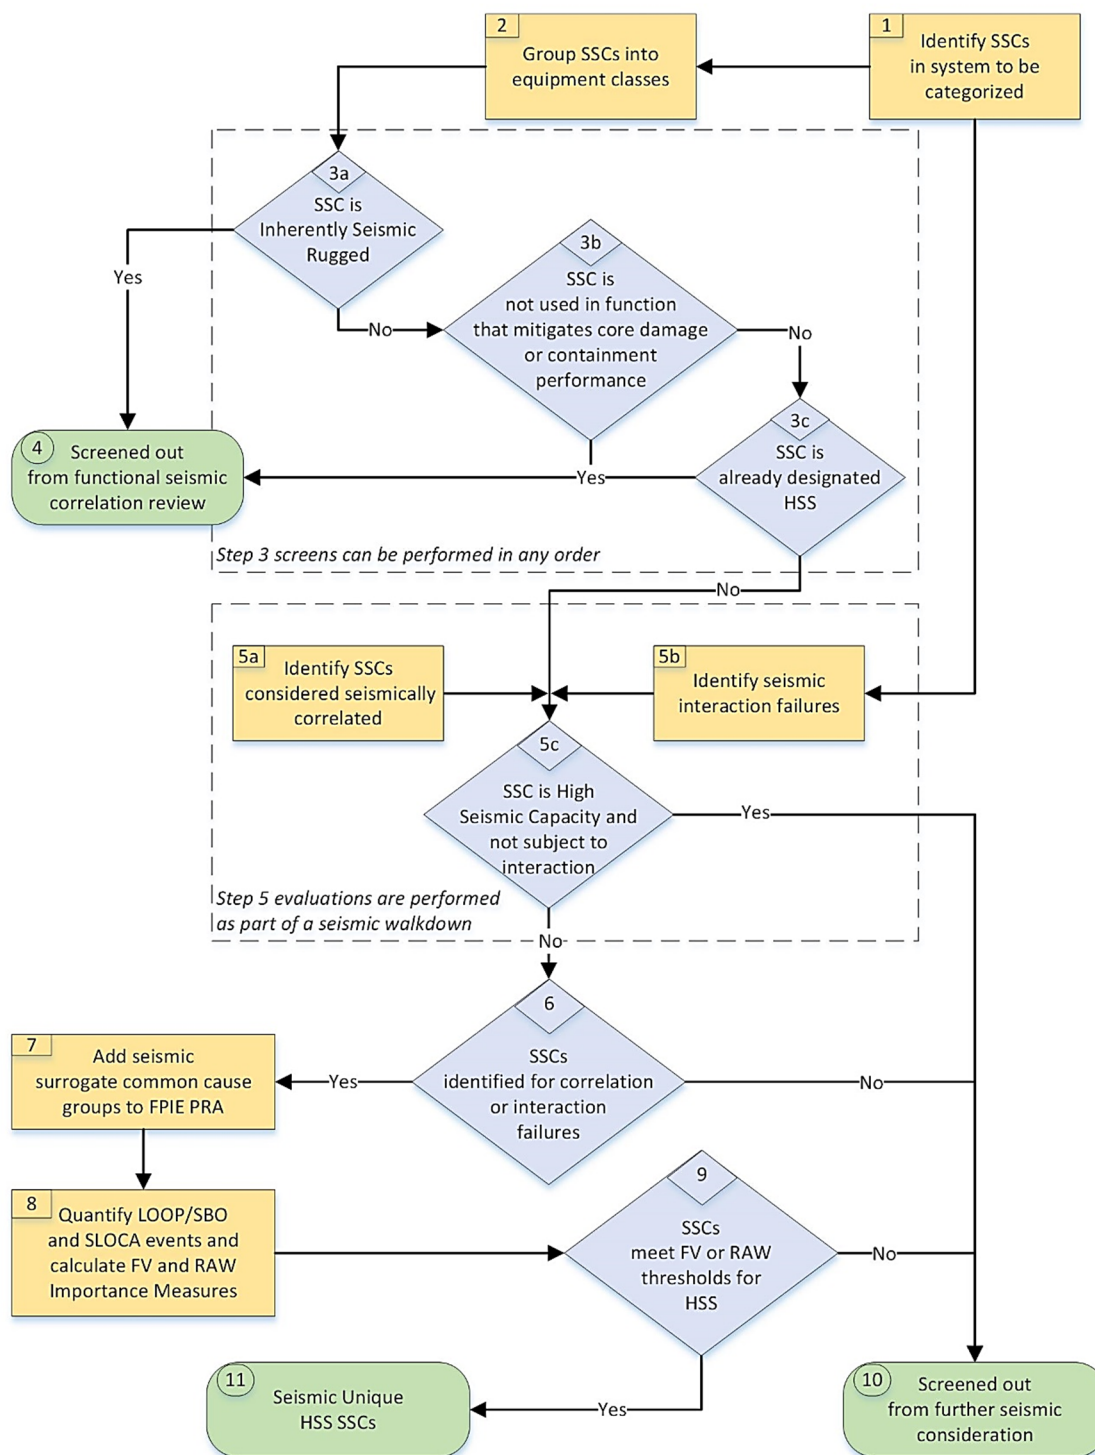 1
Identify SSCs
in system to be
categorized
2
Group SSCs into
equipment classes
3a
SSC is
Inherently Seismic
Rugged
Yes
No
3b
SSC is
not used in function
that mitigates core damage
or containment
performance
No
Yes
3c
SSC is
already designated
HSS
4
Screened out
from functional seismic
correlation review
Step 3 screens can be performed in any order
No
5a
Identify SSCs
considered seismically
correlated
5b
Identify seismic
interaction failures
5c
SSC is High
Seismic Capacity and
not subject to
interaction
Yes
Step 5 evaluations are performed
as part of a seismic walkdown
No
6
SSCs
identified for correlation
or interaction
failures
Yes
No
7
Add seismic
surrogate common cause
groups to FPIE PRA
8
Quantify LOOP/SBO
and SLOCA events and
calculate FV and RAW
Importance Measures
9
SSCs
meet FV or RAW
thresholds for
HSS
No
Yes
10
Screened out
from further seismic
consideration
11
Seismic Unique
HSS SSCs